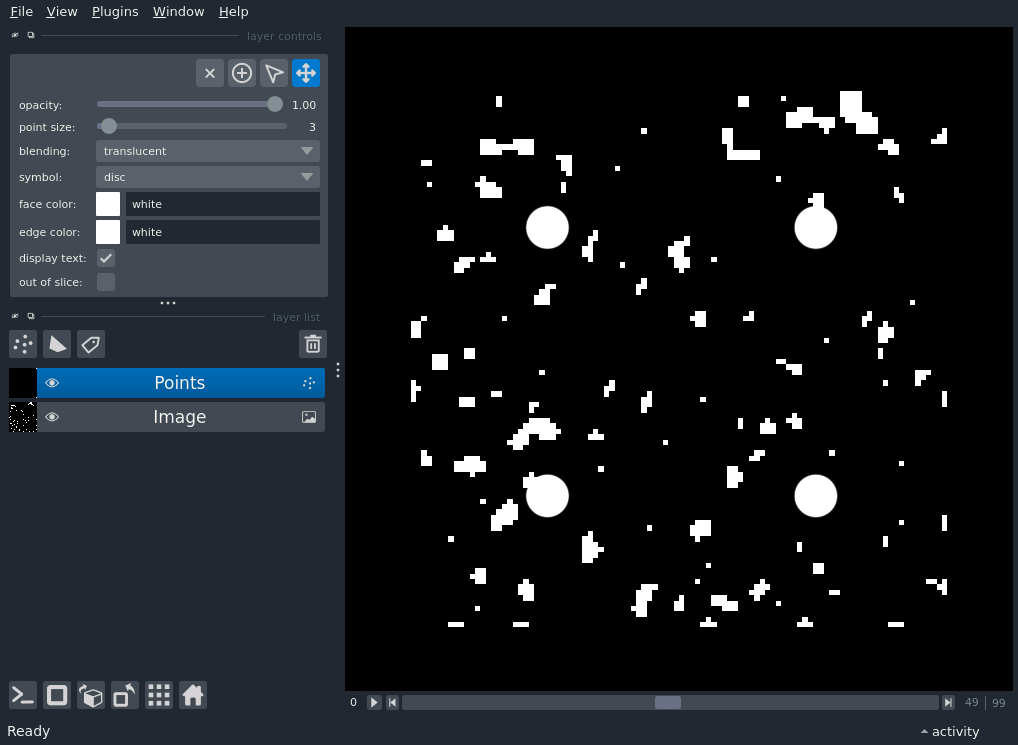 File View Plugins Window Help
layer controls
opacity: 1.00
point size: 3
blending: translucent
symbol: disc
face color: white
edge color: white
display text:
out of slice:
layer list
Points
Image
0 49 | 99
Ready activity